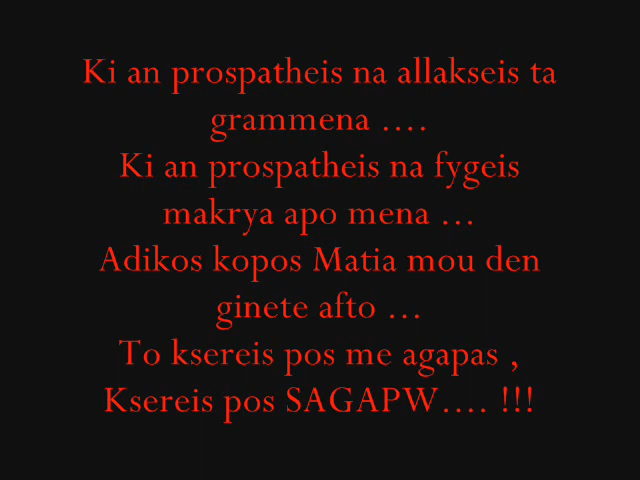 Ki an prospatheis na allakseis ta
grammena ....
Ki an prospatheis na fygeis
makrya apo mena ...
Adikos kopos Matia mou den
ginete afto ...
To ksereis pos me agapas ,
Ksereis pos SAGAPW.... !!!